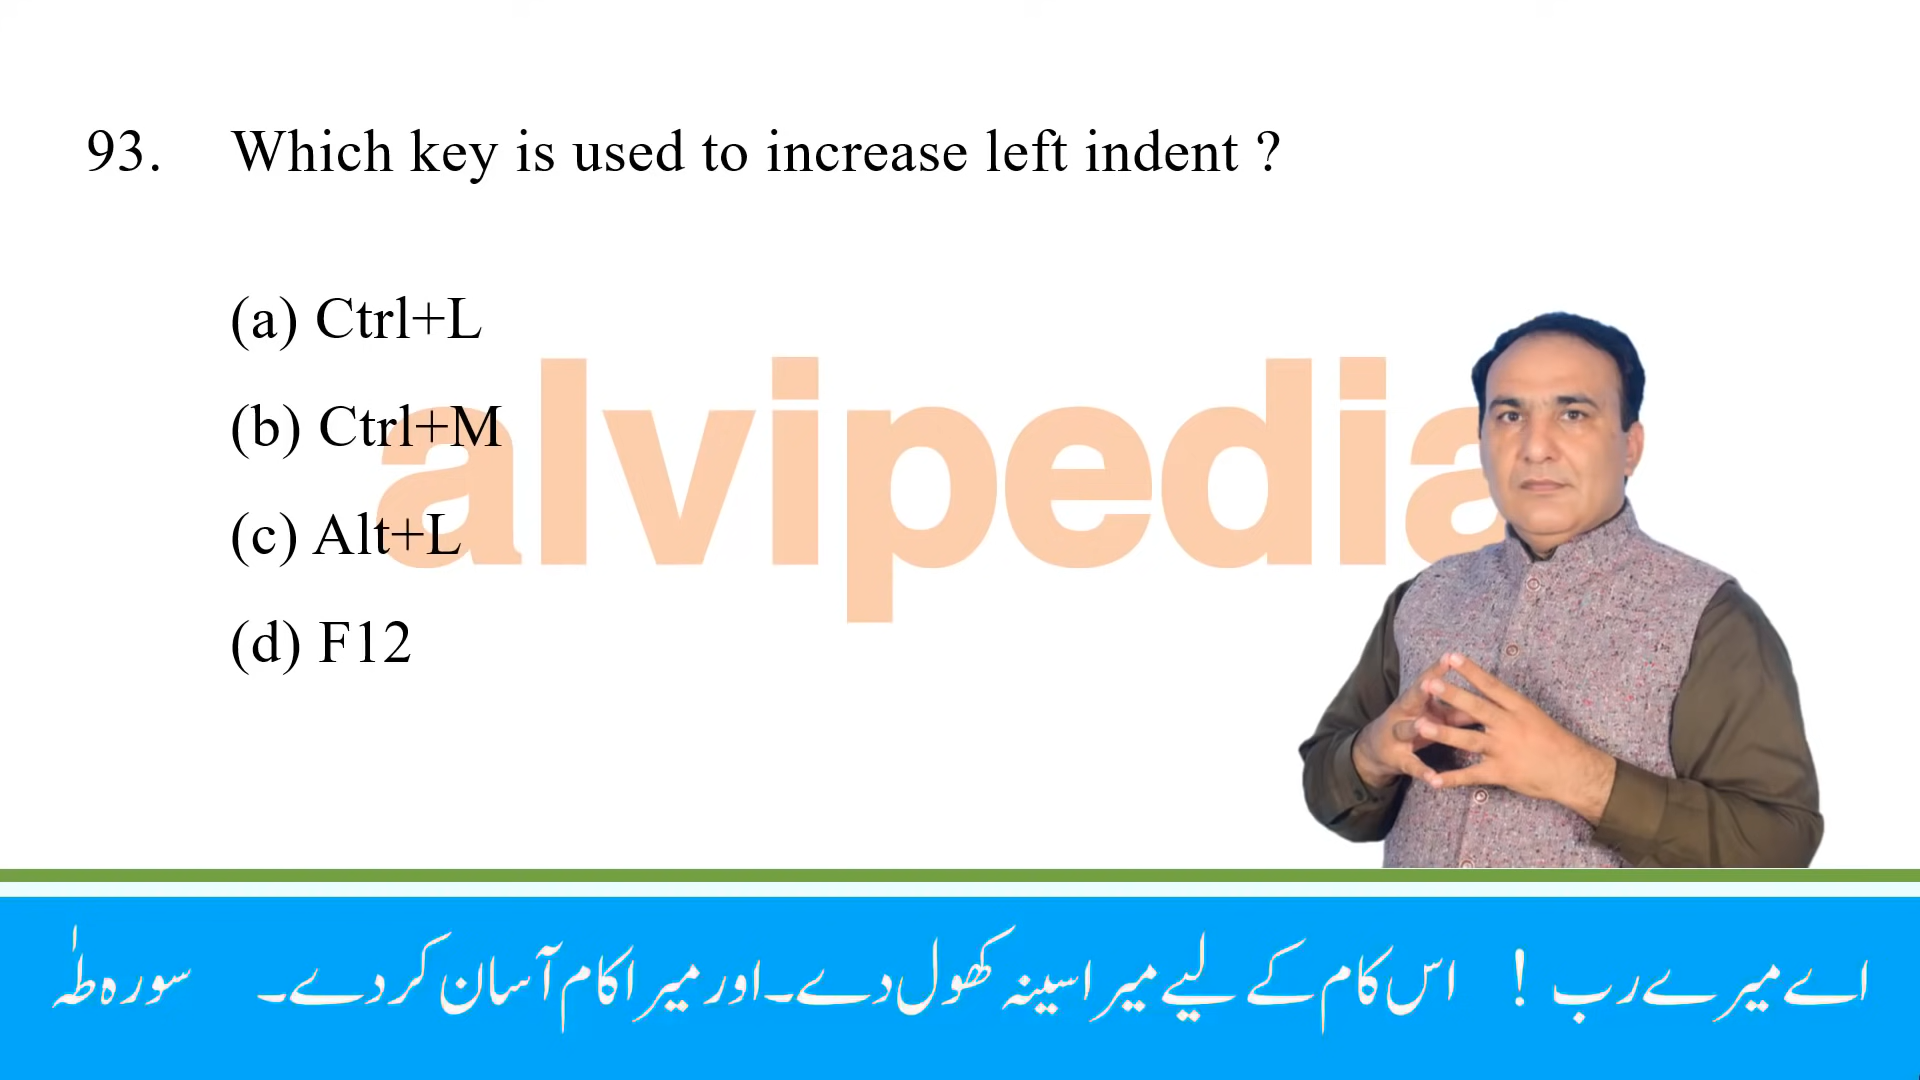 93. Which key is used to increase left indent ?
(a) Ctrl+L
(b) Ctrl+M
(c) Alt+L
(d) F12
alvipedia
اے میرے رب ! اس کام کے لیے میرا سینہ کھول دے۔ اور میرا کام آسان کر دے۔ سورہ طہٰ